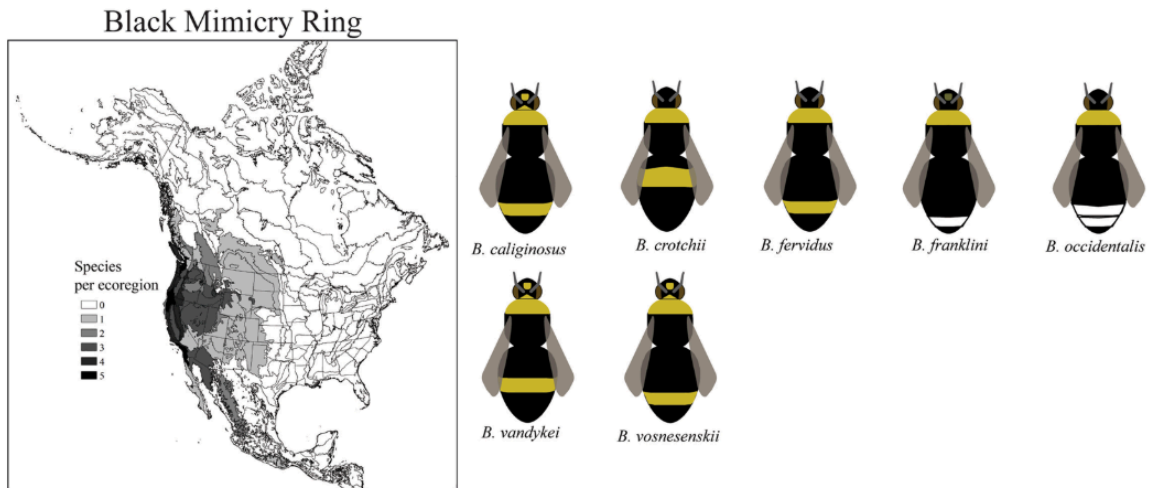 Black Mimicry Ring
Species
per ecoregion
0
1
2
3
4
5
B. caliginosus
B. crotchii
B. fervidus
B. franklini
B. occidentalis
B. vandykei
B. vosnesenskii